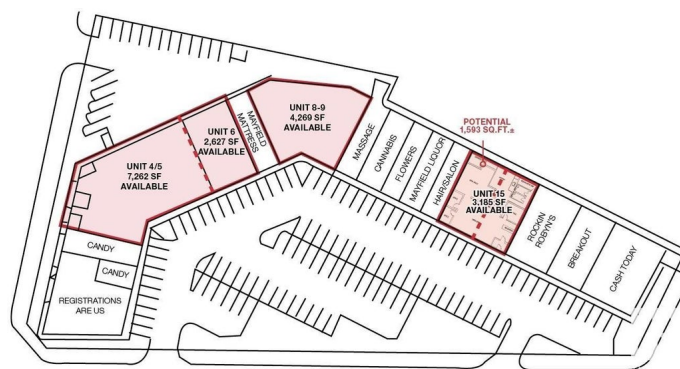 UNIT 4/5
7,262 SF
AVAILABLE
UNIT 6
2,627 SF
AVAILABLE
MAYFIELD
MATTRESS
UNIT 8-9
4,269 SF
AVAILABLE
MASSAGE
CANNABIS
FLOWERS
MAYFIELD LIQUOR
HAIR/SALON
POTENTIAL
1,593 SQ.FT.±
UNIT 15
3,185 SF
AVAILABLE
ROCKIN
ROBYN'S
BREAKOUT
CASH TODAY
CANDY
CANDY
REGISTRATIONS
ARE US